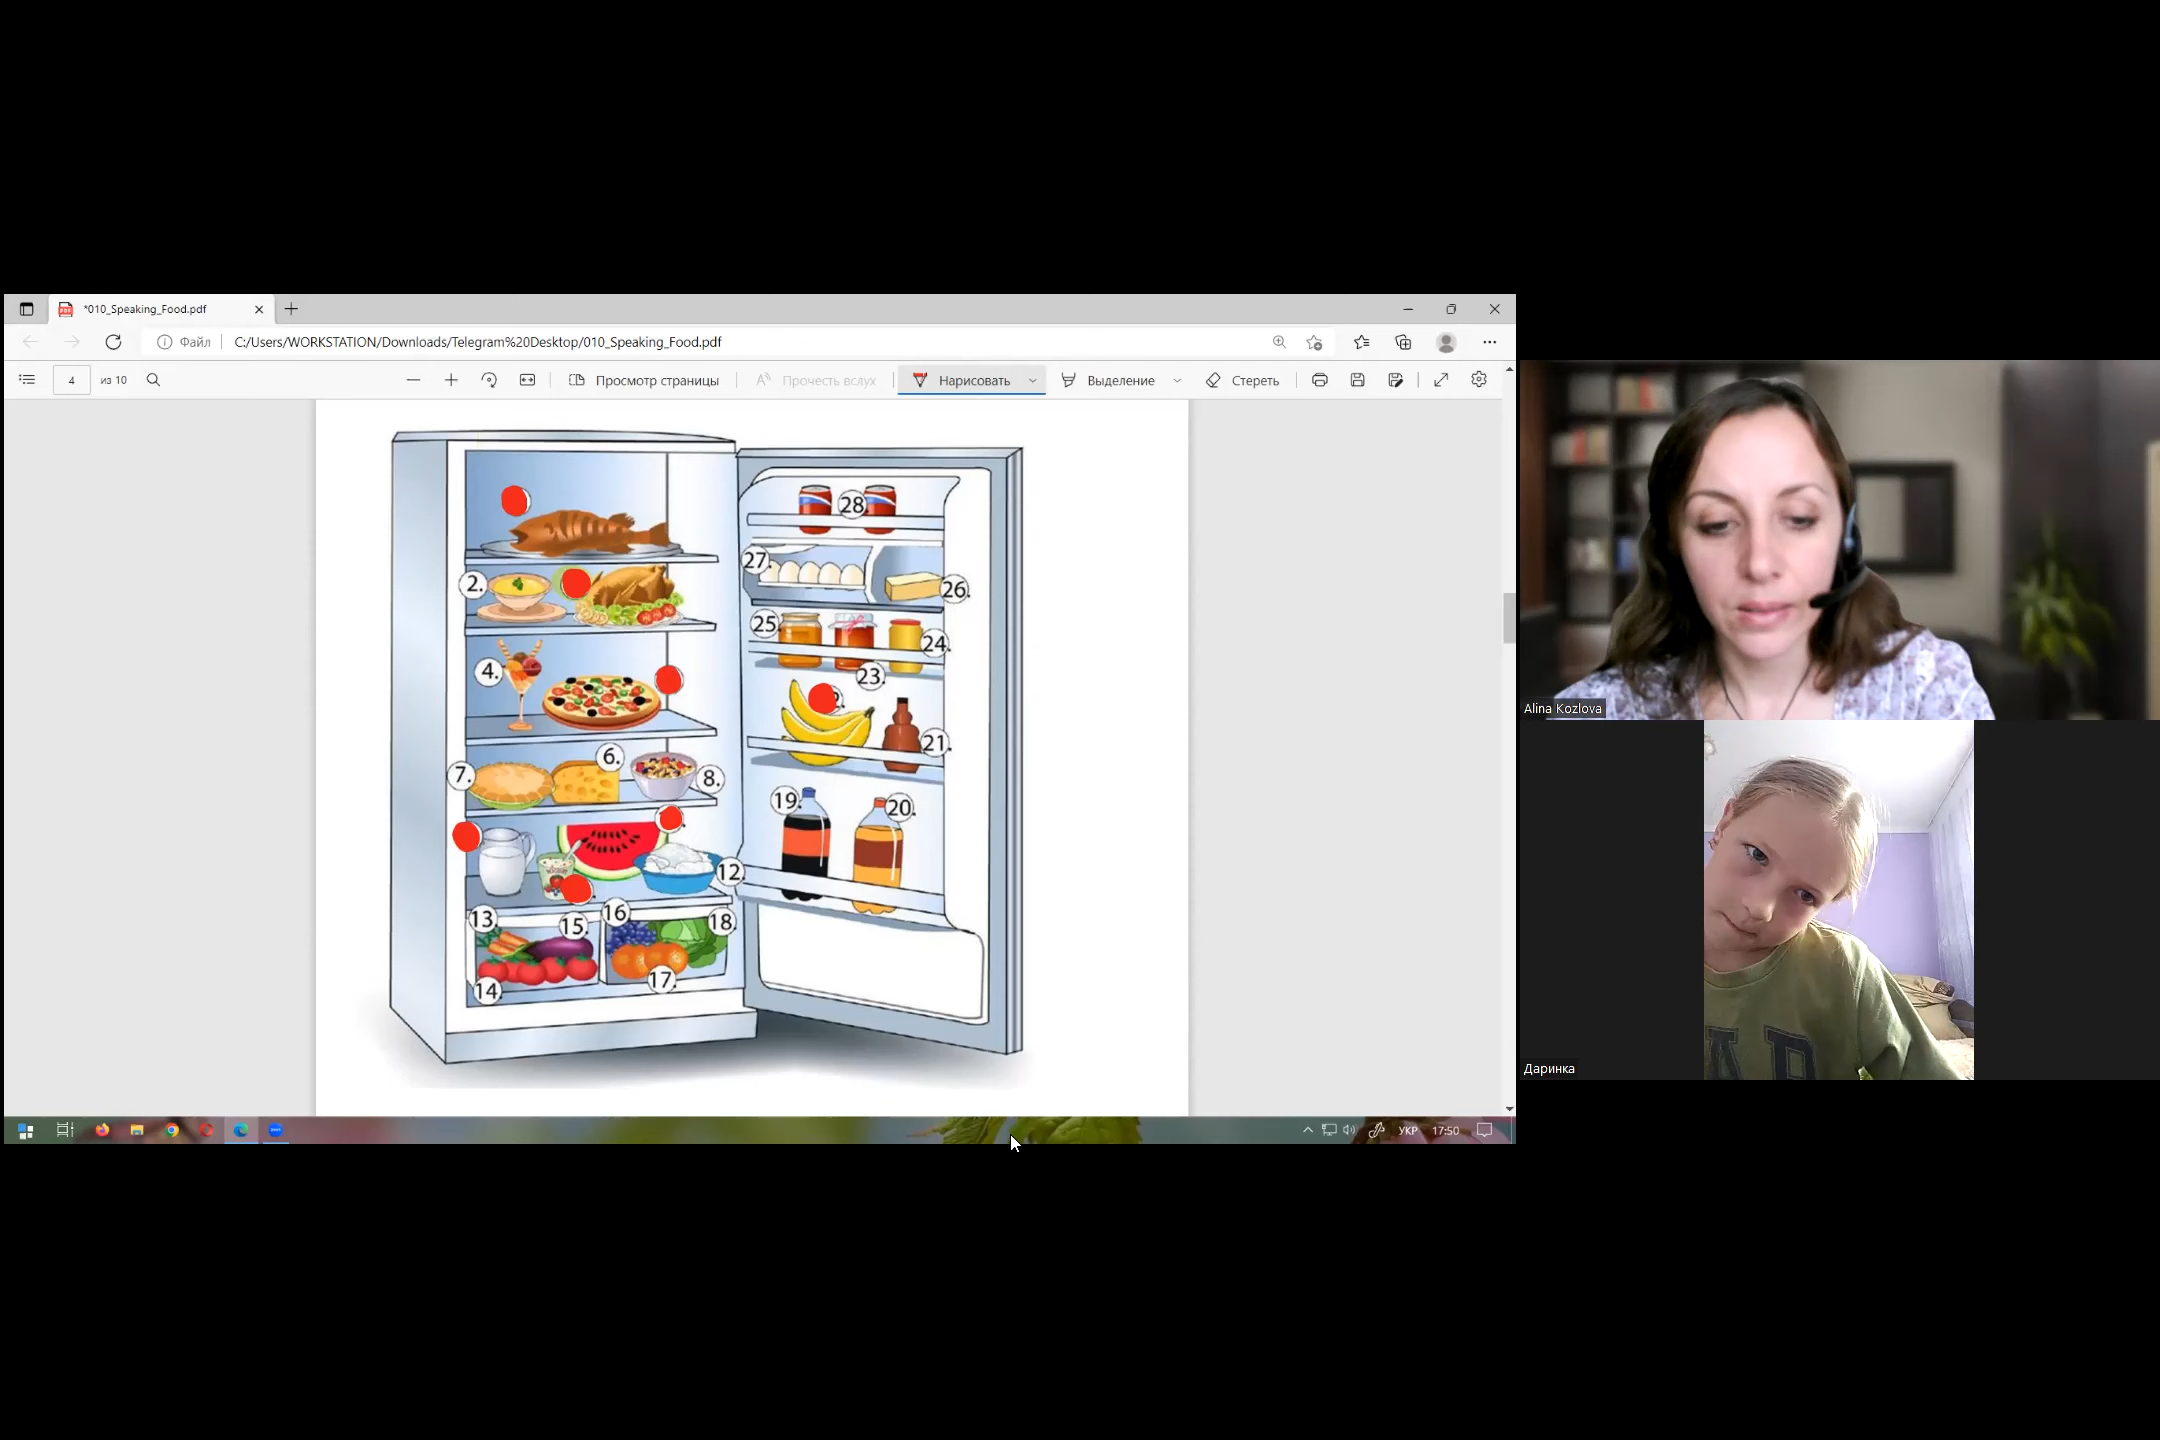 *010_Speaking_Food.pdf
Файл
C:/Users/WORKSTATION/Downloads/Telegram%20Desktop/010_Speaking_Food.pdf
4 из 10
Просмотр страницы
Прочесть вслух
Нарисовать
Выделение
Стереть
28.
27.
2.
26.
25.
24.
4.
23.
21.
7.
6.
8.
19.
20.
12.
13.
15.
16
18.
14.
17.
Alina Kozlova
Даринка
УКР
17:50